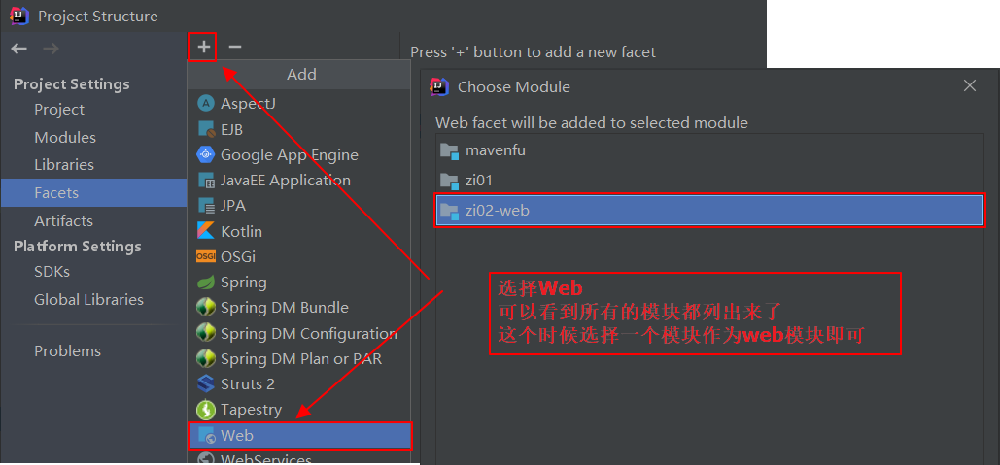 Project Structure
Project Settings
Project
Modules
Libraries
Facets
Artifacts
Platform Settings
SDKs
Global Libraries
Problems
Press '+' button to add a new facet
Add
AspectJ
EJB
Google App Engine
JavaEE Application
JPA
Kotlin
OSGi
Spring
Spring DM Bundle
Spring DM Configuration
Spring DM Plan or PAR
Struts 2
Tapestry
Web
WebServices
Choose Module
Web facet will be added to selected module
mavenfu
zi01
zi02-web
选择Web
可以看到所有的模块都列出来了
这个时候选择一个模块作为web模块即可